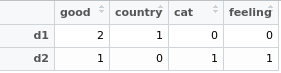 good country cat feeling
d1 2 1 0 0
d2 1 0 1 1